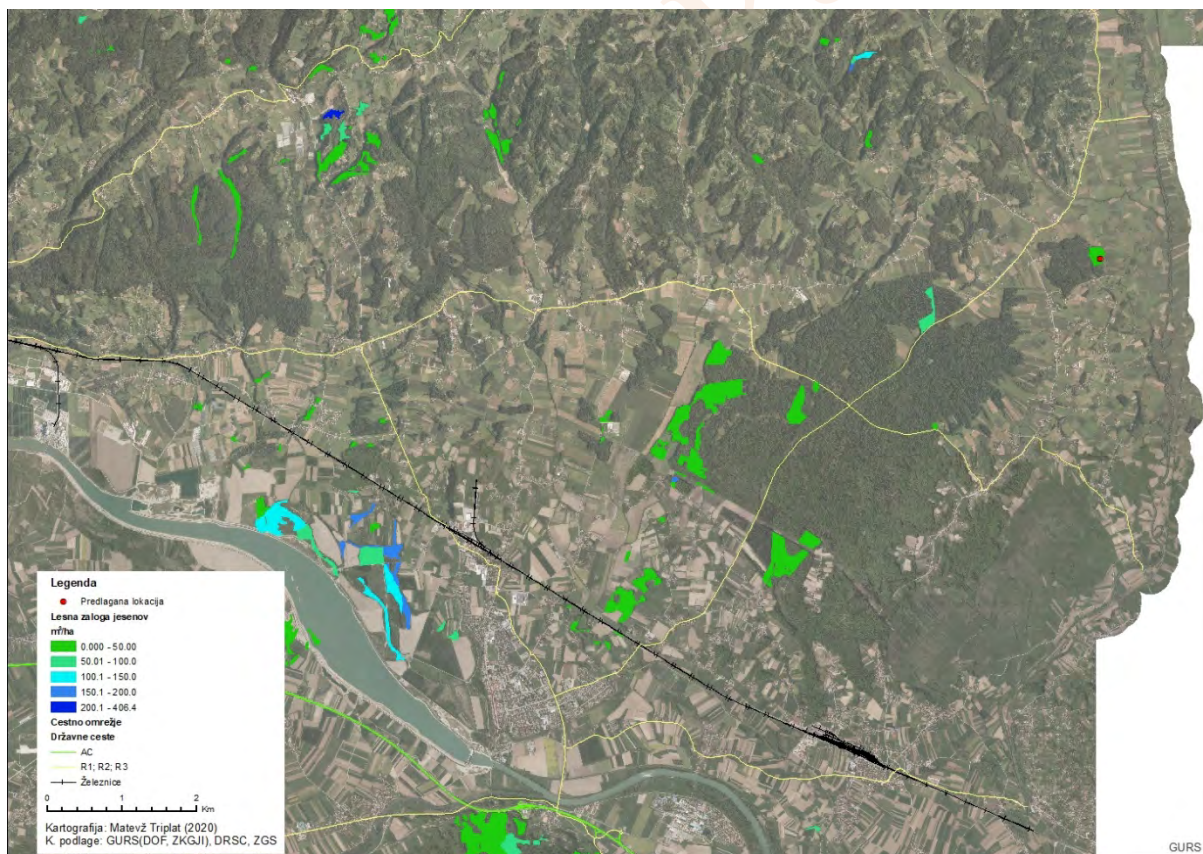 Legenda
Predlagana lokacija
Lesna zaloga jesenov
m³/ha
0.000 - 50.00
50.01 - 100.0
100.1 - 150.0
150.1 - 200.0
200.1 - 406.4
Cestno omrežje
Državne ceste
AC
R1; R2; R3
Železnice
0 1 2
Km
Kartografija: Matevž Triplat (2020)
K. podlage: GURS(DOF, ZKGJI), DRSC, ZGS
GURS